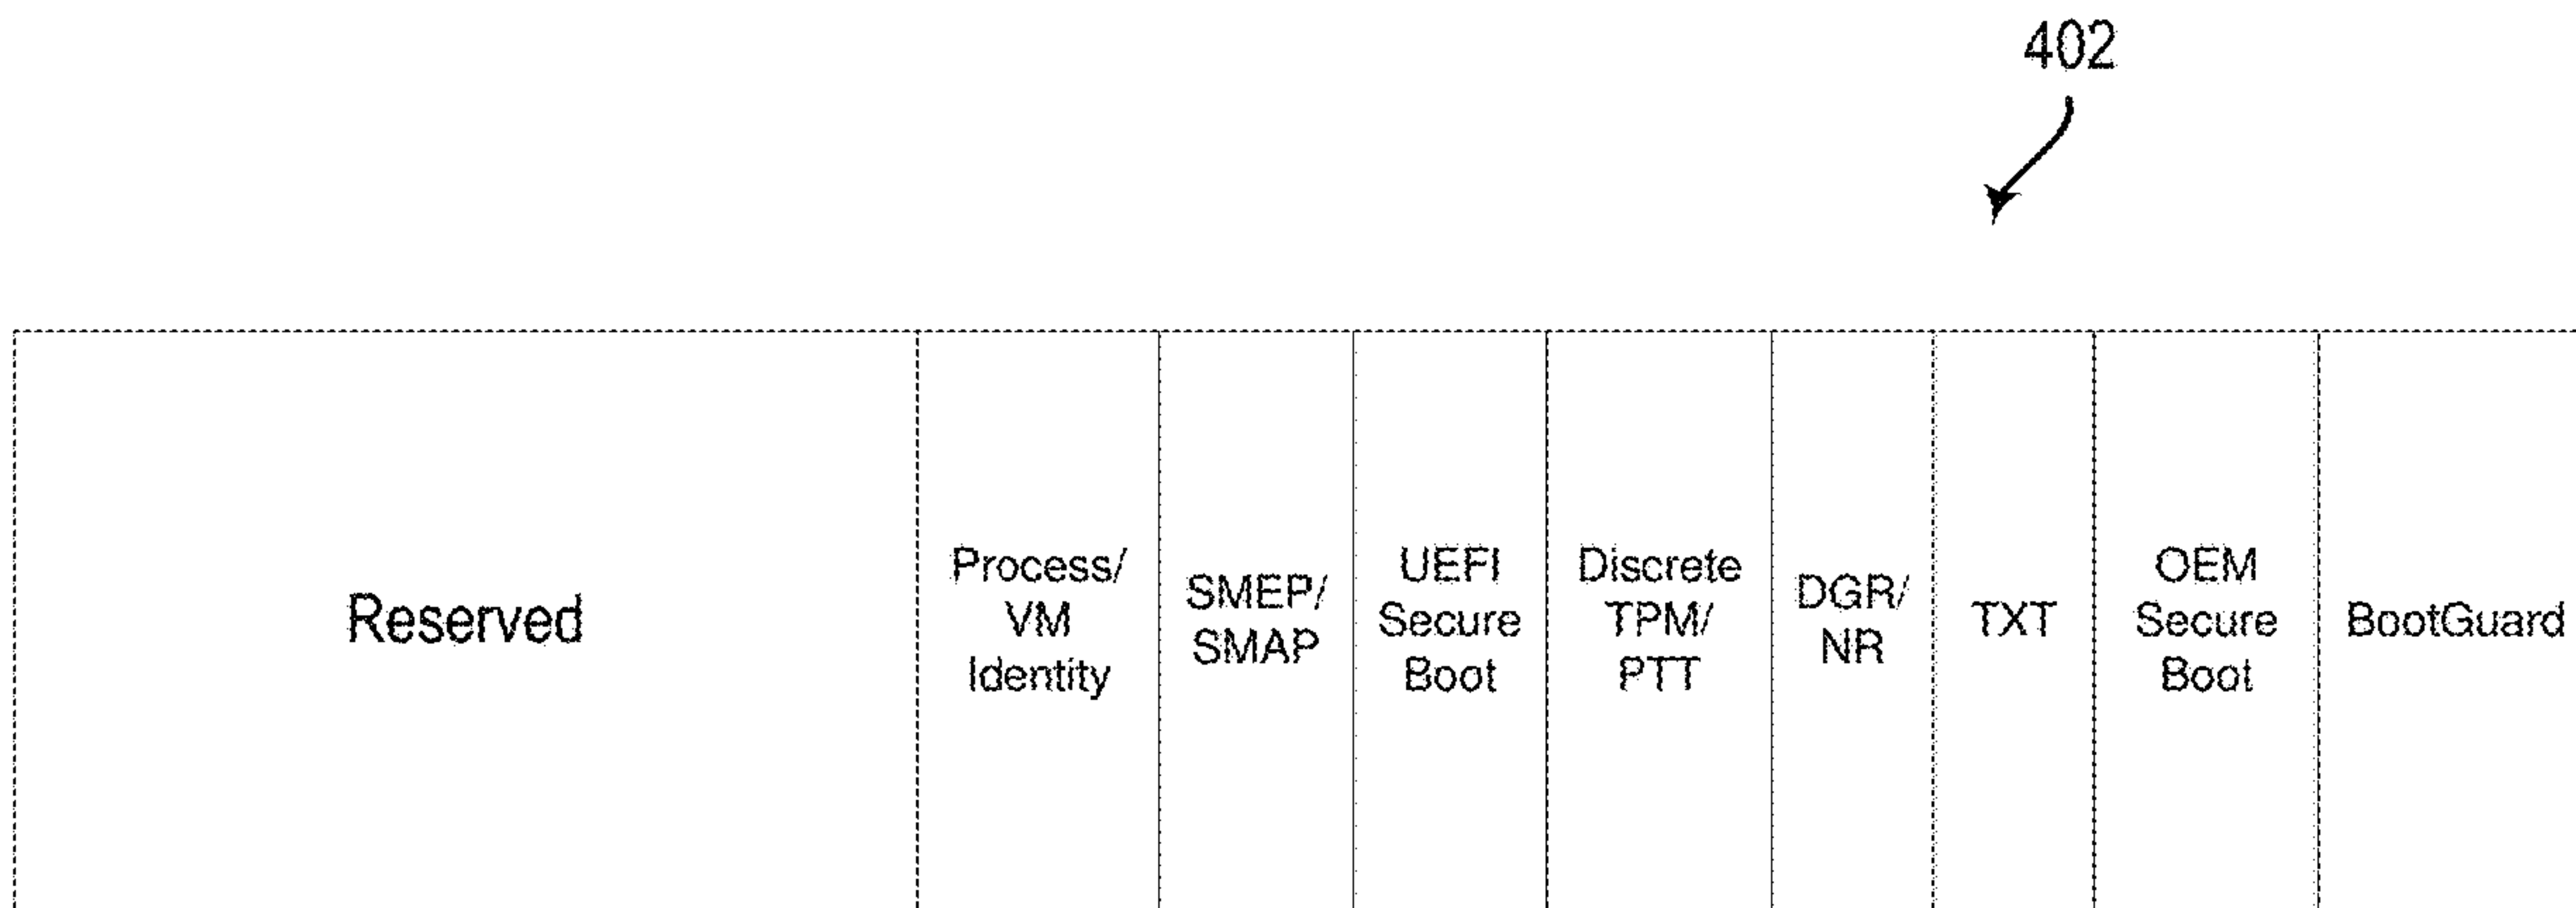 402
Reserved
Process/
VM
Identity
SMEP/
SMAP
UEFI
Secure
Boot
Discrete
TPM/
PTT
DGR/
NR
TXT
OEM
Secure
Boot
BootGuard